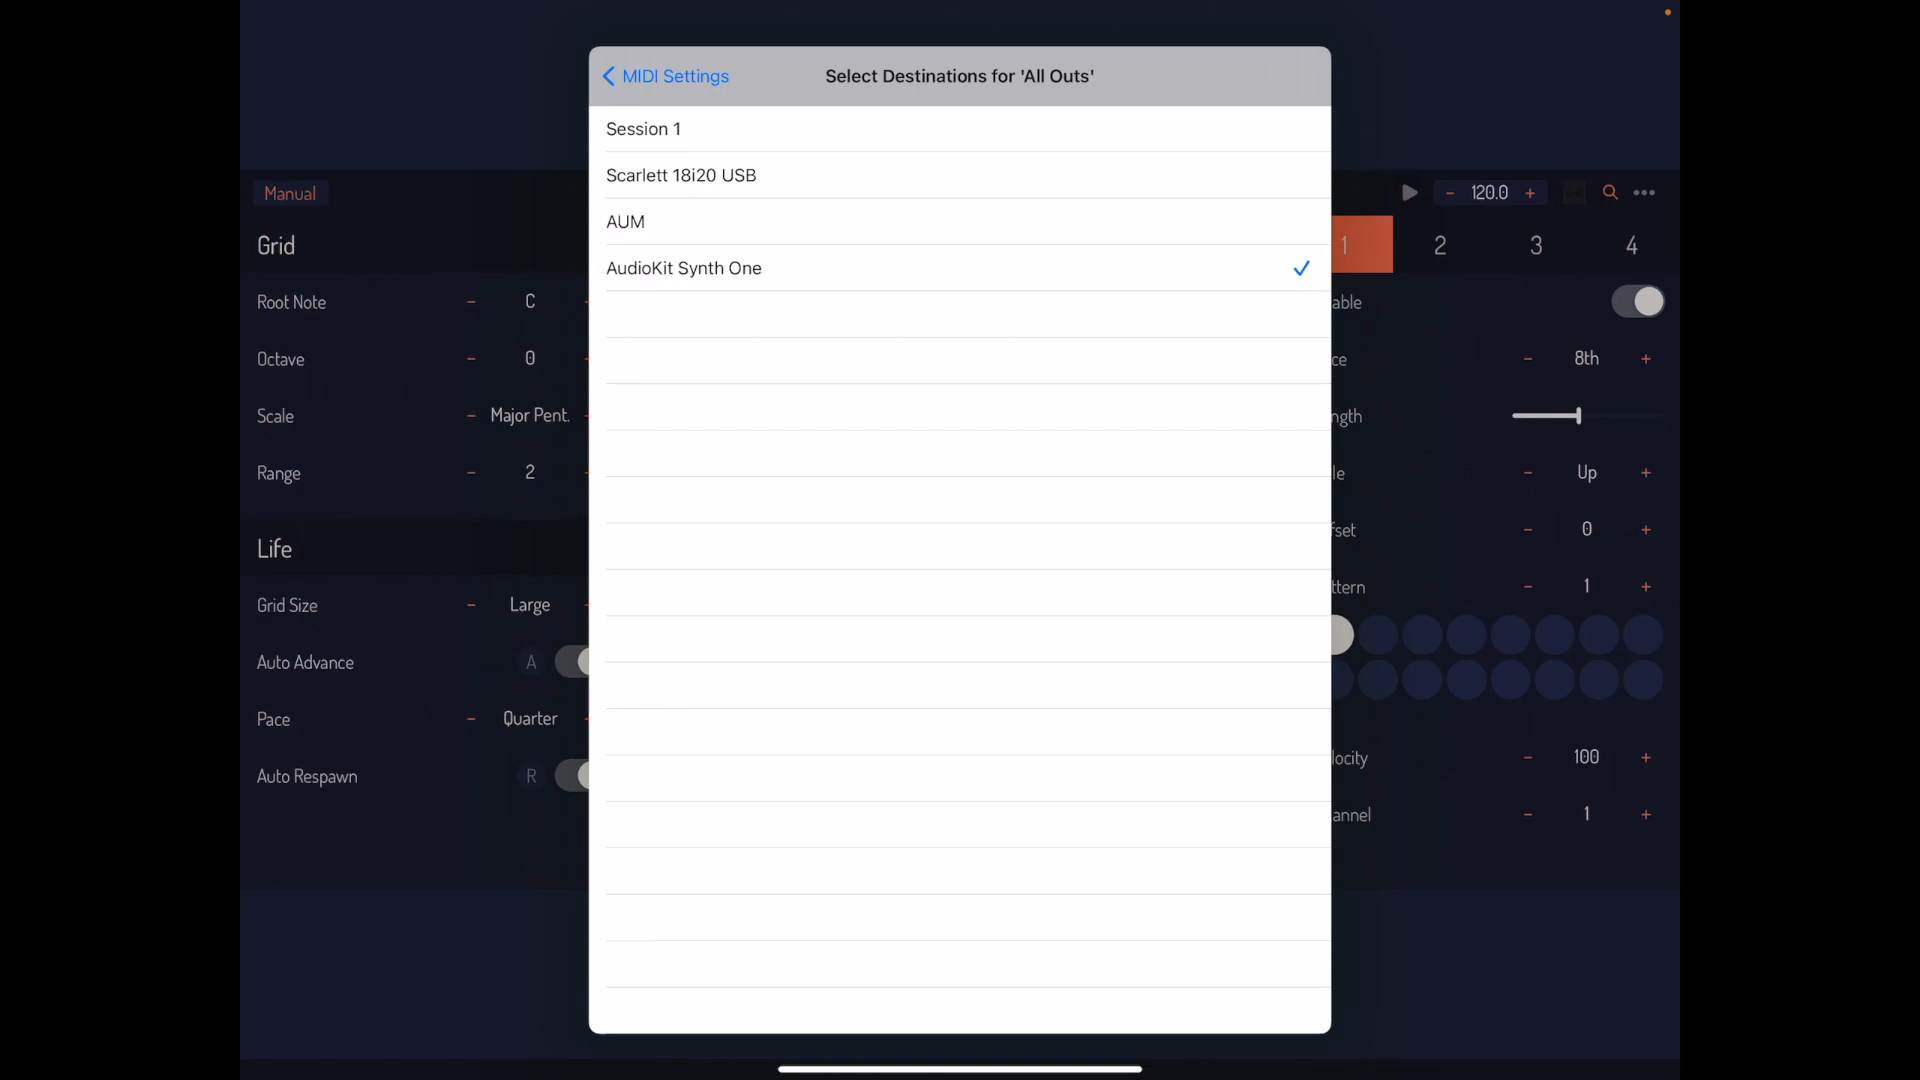 MIDI Settings
Select Destinations for 'All Outs'
Session 1
Scarlett 18i20 USB
AUM
AudioKit Synth One
Manual
Grid
Root Note - C -
Octave - 0 -
Scale - Major Pent. -
Range - 2 -
Life
Grid Size - Large -
Auto Advance A
Pace - Quarter -
Auto Respawn R
- 120.0 +
1 2 3 4
able
ce - 8th +
ngth
le - Up +
fset - 0 +
ttern - 1 +
locity - 100 +
annel - 1 +